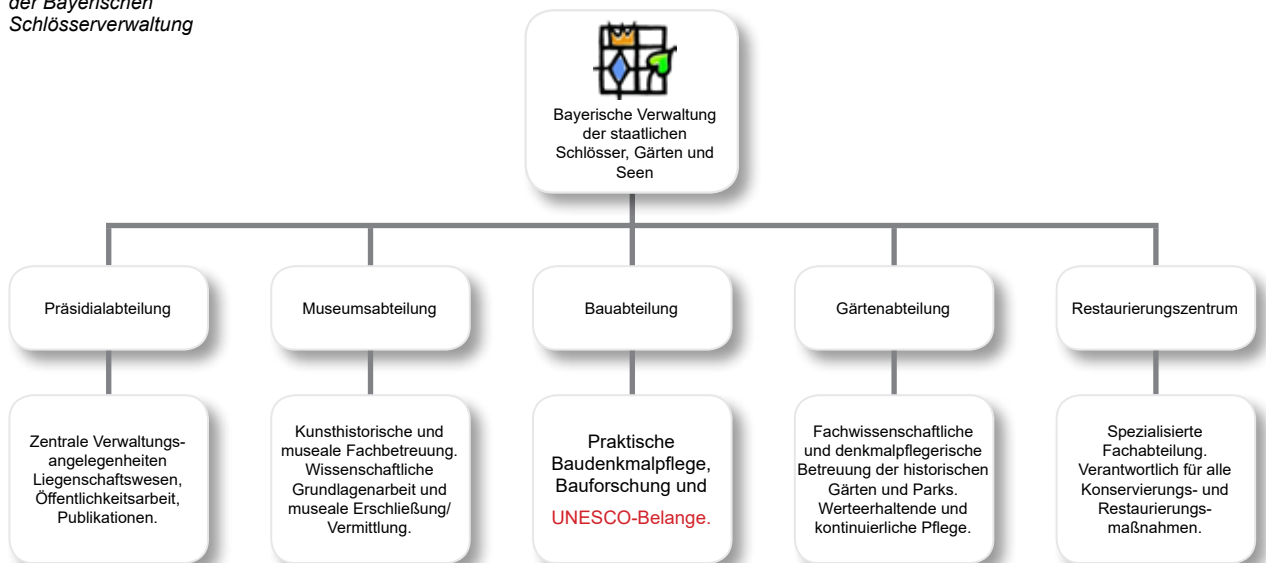 der Bayerischen
Schlösserverwaltung
Bayerische Verwaltung
der staatlichen
Schlösser, Gärten und
Seen
Präsidialabteilung
Museumsabteilung
Bauabteilung
Gärtenabteilung
Restaurierungszentrum
Zentrale Verwaltungs-
angelegenheiten
Liegenschaftswesen,
Öffentlichkeitsarbeit,
Publikationen.
Kunsthistorische und
museale Fachbetreuung.
Wissenschaftliche
Grundlagenarbeit und
museale Erschließung/
Vermittlung.
Praktische
Baudenkmalpflege,
Bauforschung und
UNESCO-Belange.
Fachwissenschaftliche
und denkmalpflegerische
Betreuung der historischen
Gärten und Parks.
Werteerhaltende und
kontinuierliche Pflege.
Spezialisierte
Fachabteilung.
Verantwortlich für alle
Konservierungs- und
Restaurierungs-
maßnahmen.